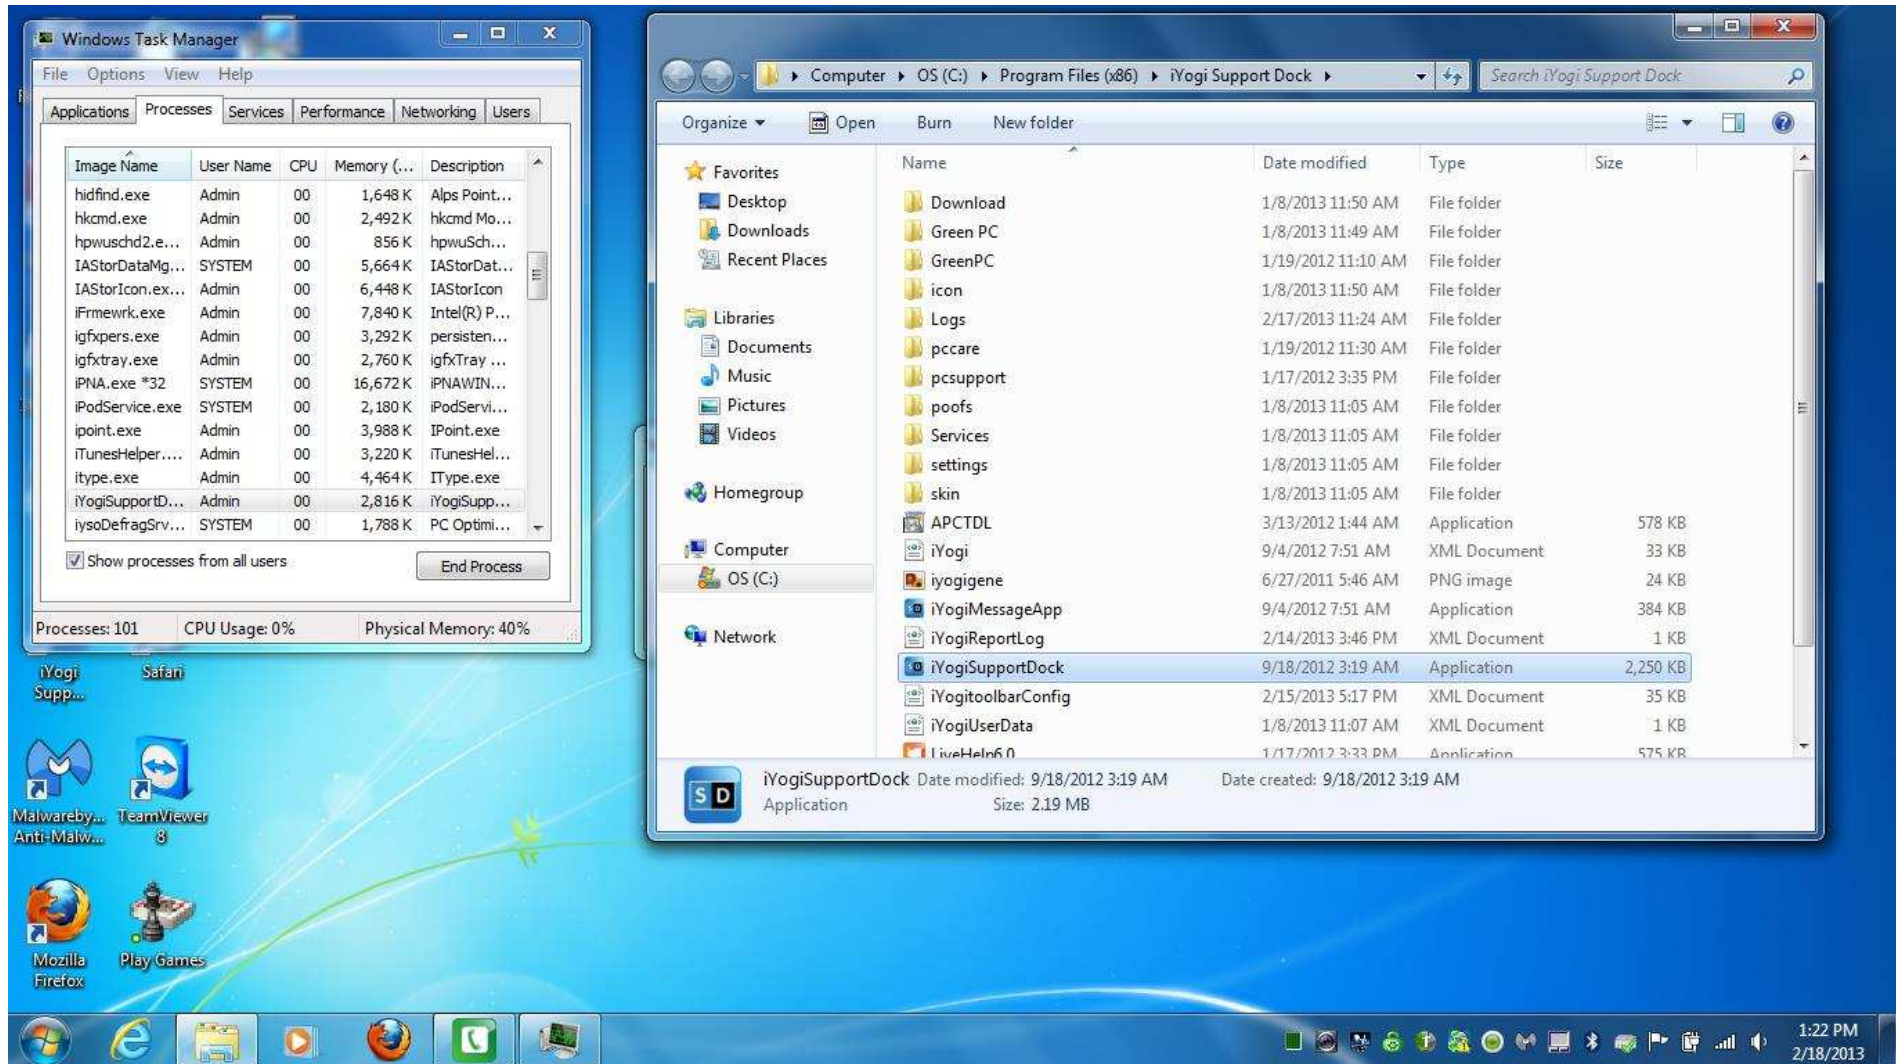 Windows Task Manager
File Options View Help
Applications Processes Services Performance Networking Users
Image Name User Name CPU Memory (... Description
hidfind.exe Admin 00 1,648 K Alps Point...
hkcmd.exe Admin 00 2,492 K hkcmd Mo...
hpwuschd2.e... Admin 00 856 K hpwuSch...
IAStorDataMg... SYSTEM 00 5,664 K IAStorDat...
IAStorIcon.ex... Admin 00 6,448 K IAStorIcon
iFrmewrk.exe Admin 00 7,840 K Intel(R) P...
igfxpers.exe Admin 00 3,292 K persisten...
igfxtray.exe Admin 00 2,760 K igfxTray ...
iPNA.exe *32 SYSTEM 00 16,672 K iPNAWIN...
iPodService.exe SYSTEM 00 2,180 K iPodServi...
ipoint.exe Admin 00 3,988 K IPoint.exe
iTunesHelper.... Admin 00 3,220 K iTunesHel...
itype.exe Admin 00 4,464 K IType.exe
iYogiSupportD... Admin 00 2,816 K iYogiSupp...
iysoDefragSrv... SYSTEM 00 1,788 K PC Optimi...
Show processes from all users
End Process
Processes: 101 CPU Usage: 0% Physical Memory: 40%
Computer OS (C:) Program Files (x86) iYogi Support Dock
Search iYogi Support Dock
Organize Open Burn New folder
Favorites
Desktop
Downloads
Recent Places
Libraries
Documents
Music
Pictures
Videos
Homegroup
Computer
OS (C:)
Network
Name Date modified Type Size
Download 1/8/2013 11:50 AM File folder
Green PC 1/8/2013 11:49 AM File folder
GreenPC 1/19/2012 11:10 AM File folder
icon 1/8/2013 11:50 AM File folder
Logs 2/17/2013 11:24 AM File folder
pccare 1/19/2012 11:30 AM File folder
pcsupport 1/17/2012 3:35 PM File folder
poofs 1/8/2013 11:05 AM File folder
Services 1/8/2013 11:05 AM File folder
settings 1/8/2013 11:05 AM File folder
skin 1/8/2013 11:05 AM File folder
APCTDL 3/13/2012 1:44 AM Application 578 KB
iYogi 9/4/2012 7:51 AM XML Document 33 KB
iyogigene 6/27/2011 5:46 AM PNG image 24 KB
iYogiMessageApp 9/4/2012 7:51 AM Application 384 KB
iYogiReportLog 2/14/2013 3:46 PM XML Document 1 KB
iYogiSupportDock 9/18/2012 3:19 AM Application 2,250 KB
iYogitoolbarConfig 2/15/2013 5:17 PM XML Document 35 KB
iYogiUserData 1/8/2013 11:07 AM XML Document 1 KB
LiveHelp6.0 1/17/2012 3:33 PM Application 575 KB
SD
iYogiSupportDock Date modified: 9/18/2012 3:19 AM Date created: 9/18/2012 3:19 AM
Application Size: 2.19 MB
iYogi
Supp...
Safari
Malwareby...
Anti-Malw...
TeamViewer
8
Mozilla
Firefox
Play Games
1:22 PM
2/18/2013